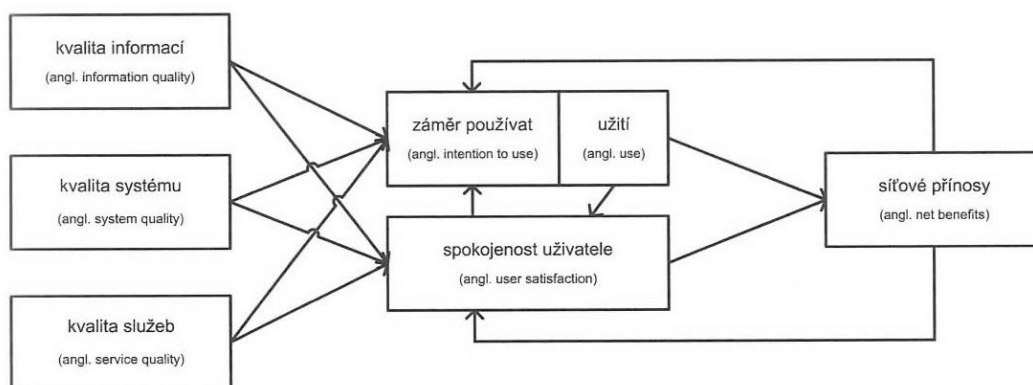 kvalita informací
(angl. information quality)
kvalita systému
(angl. system quality)
kvalita služeb
(angl. service quality)
záměr používat
(angl. intention to use)
užití
(angl. use)
spokojenost uživatele
(angl. user satisfaction)
síťové přínosy
(angl. net benefits)